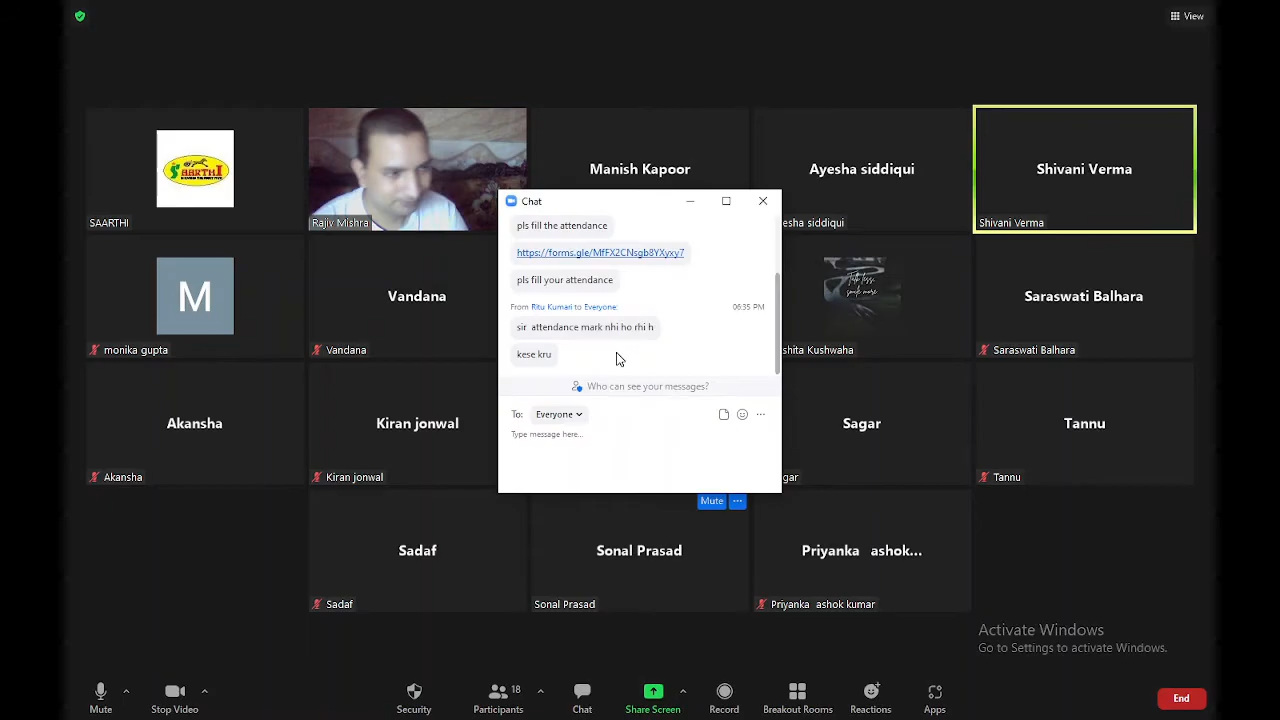 View
SAARTHI
SAARTHI
Rajiv Mishra
Manish Kapoor
Ayesha siddiqui
esha siddiqui
Shivani Verma
Shivani Verma
Chat
pls fill the attendance
https://forms.gle/MfFX2CNsgb8YXyxy7
pls fill your attendance
From Ritu Kumari to Everyone: 06:35 PM
sir attendance mark nhi ho rhi h
kese kru
Who can see your messages?
To: Everyone
Type message here...
M
monika gupta
Vandana
Vandana
Talk less
smile more
shita Kushwaha
Saraswati Balhara
Saraswati Balhara
Akansha
Akansha
Kiran jonwal
Kiran jonwal
Sagar
gar
Tannu
Tannu
Mute
Sadaf
Sadaf
Sonal Prasad
Sonal Prasad
Priyanka ashok...
Priyanka ashok kumar
Activate Windows
Go to Settings to activate Windows.
Mute
Stop Video
Security
Participants
18
Chat
Share Screen
Record
Breakout Rooms
Reactions
Apps
End